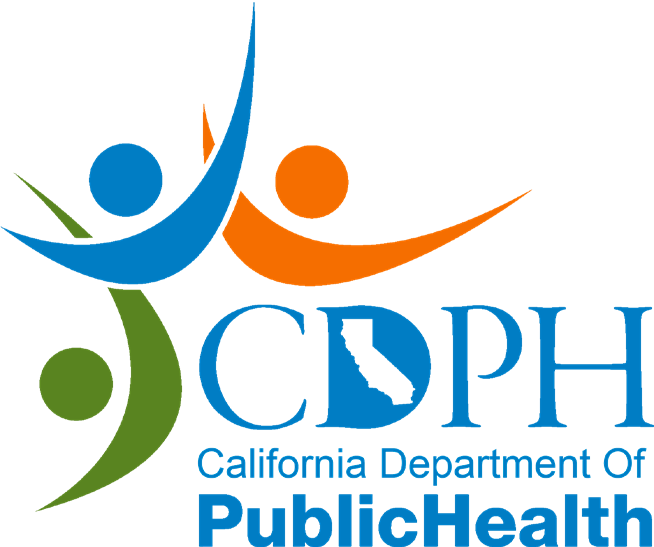 CDPH
California Department Of
PublicHealth